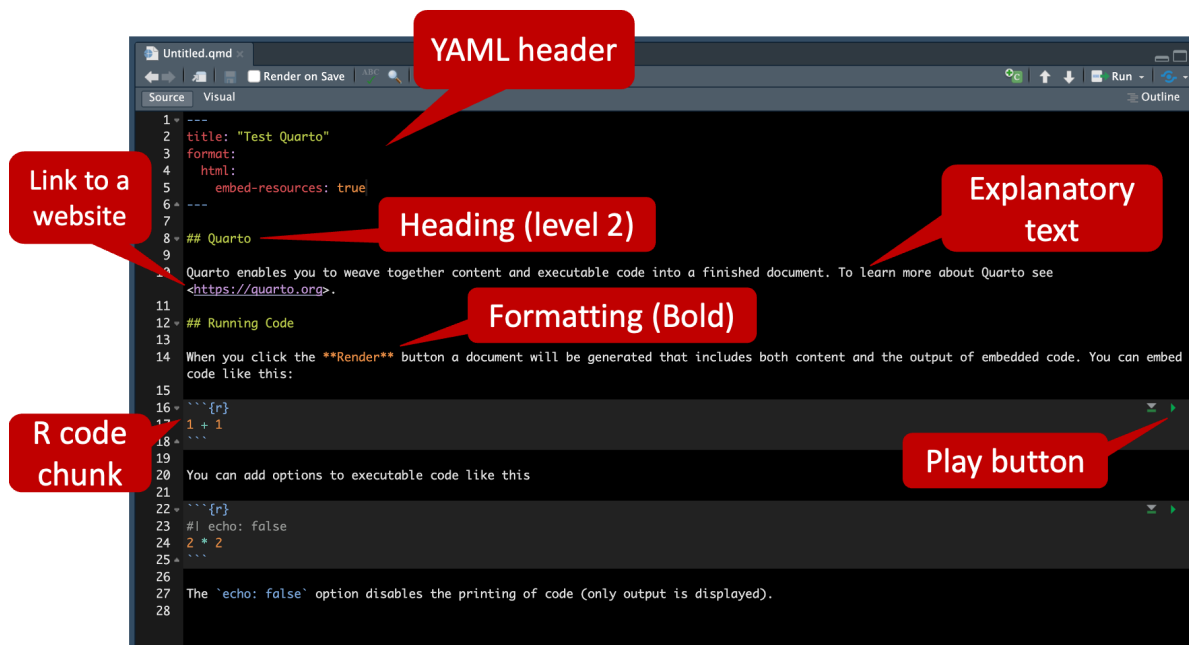 YAML header
Untitled.qmd
Render on Save
ABC
Run
Source Visual
Outline
1 ---
2 title: "Test Quarto"
3 format:
4 html:
5 embed-resources: true
6 ---
Link to a
website
Explanatory
text
7
8 ## Quarto
Heading (level 2)
9
10 Quarto enables you to weave together content and executable code into a finished document. To learn more about Quarto see
<https://quarto.org>.
11
Formatting (Bold)
12 ## Running Code
13
14 When you click the **Render** button a document will be generated that includes both content and the output of embedded code. You can embed
code like this:
15
16 ```{r}
17 1 + 1
18 ```
R code
chunk
Play button
19
20 You can add options to executable code like this
21
22 ```{r}
23 #| echo: false
24 2 * 2
25 ```
26
27 The `echo: false` option disables the printing of code (only output is displayed).
28